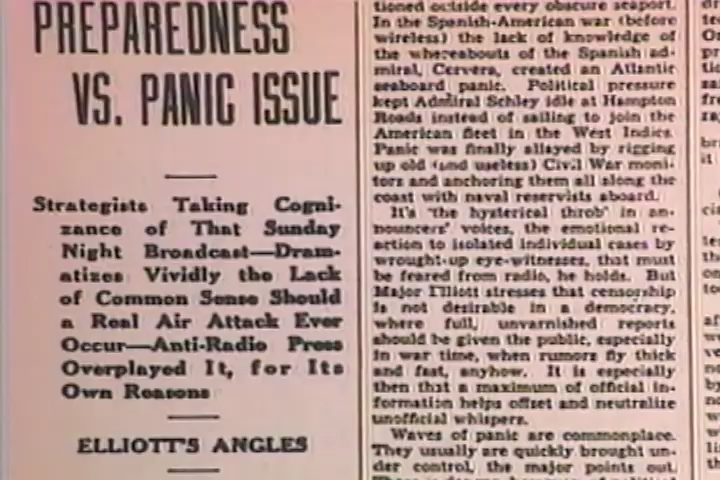 PREPAREDNESS
VS. PANIC ISSUE
Strategists Taking Cogni-
zance of That Sunday
Night Broadcast—Dram-
atizes Vividly the Lack
of Common Sense Should
a Real Air Attack Ever
Occur—Anti-Radio Press
Overplayed It, for Its
Own Reasons
ELLIOTT'S ANGLES
tioned outside every obscure seaport.
In the Spanish-American war (before
wireless) the lack of knowledge of
the whereabouts of the Spanish ad-
miral, Cervera, created an Atlantic
seaboard panic. Political pressure
kept Admiral Schley idle at Hampton
Roads instead of sailing to join the
American fleet in the West Indies.
Panic was finally allayed by rigging
up old (and useless) Civil War moni-
tors and anchoring them all along the
coast with naval reservists aboard.
It's 'the hysterical throb' in an-
nouncers' voices, the emotional re-
action to isolated individual cases by
wrought-up eye-witnesses, that must
be feared from radio, he holds. But
Major Elliott stresses that censorship
is not desirable in a democracy,
where full, unvarnished reports
should be given the public, especially
in war time, when rumors fly thick
and fast, anyhow. It is especially
then that a maximum of official in-
formation helps offset and neutralize
unofficial whispers.
Waves of panic are commonplace.
They usually are quickly brought un-
der control, the major points out.